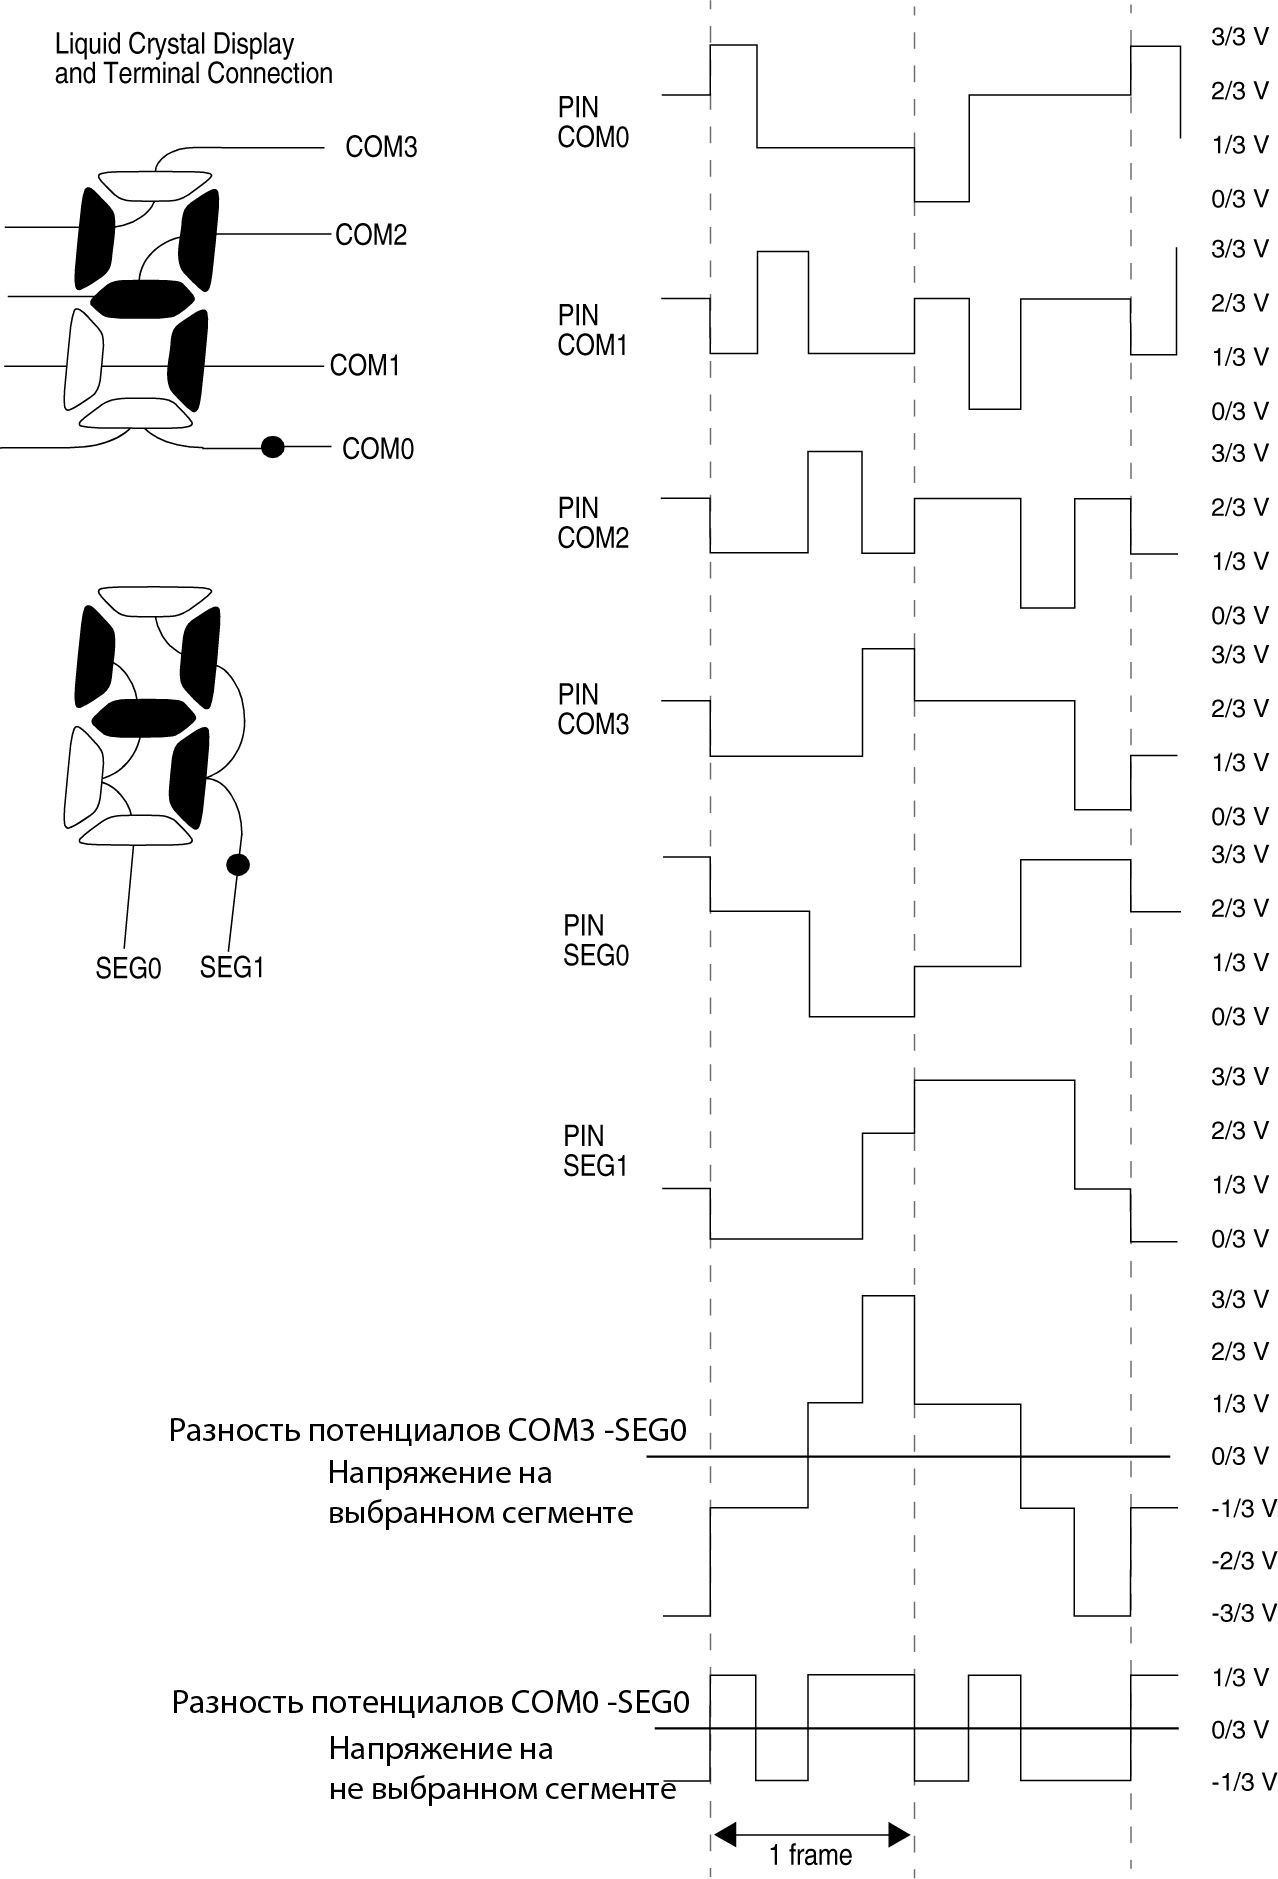 Liquid Crystal Display
and Terminal Connection
COM3
COM2
COM1
COM0
SEG0
SEG1
PIN
COM0
3/3 V
2/3 V
1/3 V
0/3 V
PIN
COM1
3/3 V
2/3 V
1/3 V
0/3 V
PIN
COM2
3/3 V
2/3 V
1/3 V
0/3 V
PIN
COM3
3/3 V
2/3 V
1/3 V
0/3 V
PIN
SEG0
3/3 V
2/3 V
1/3 V
0/3 V
PIN
SEG1
3/3 V
2/3 V
1/3 V
0/3 V
Разность потенциалов COM3 -SEG0
Напряжение на
выбранном сегменте
3/3 V
2/3 V
1/3 V
0/3 V
-1/3 V
-2/3 V
-3/3 V
Разность потенциалов COM0 -SEG0
Напряжение на
не выбранном сегменте
1/3 V
0/3 V
-1/3 V
1 frame